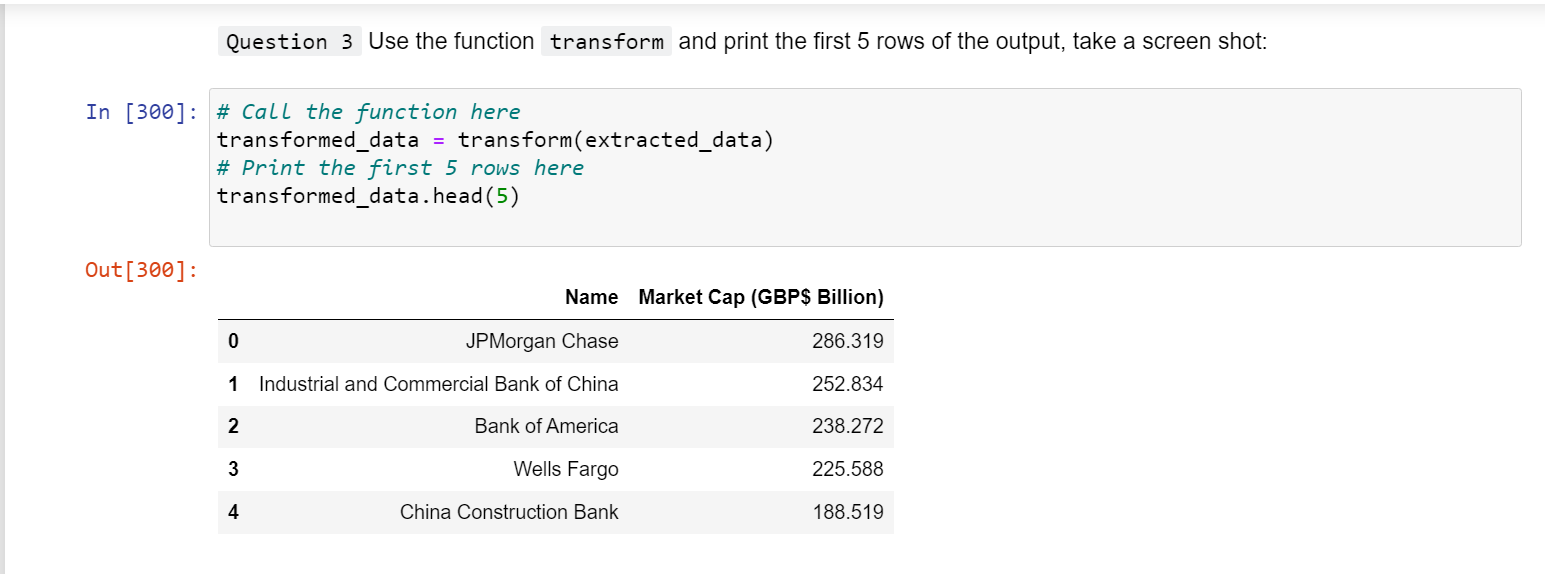 Question 3 Use the function transform and print the first 5 rows of the output, take a screen shot:
In [300]: # Call the function here
transformed_data = transform(extracted_data)
# Print the first 5 rows here
transformed_data.head(5)
Out[300]:
Name Market Cap (GBP$ Billion)
0 JPMorgan Chase 286.319
1 Industrial and Commercial Bank of China 252.834
2 Bank of America 238.272
3 Wells Fargo 225.588
4 China Construction Bank 188.519